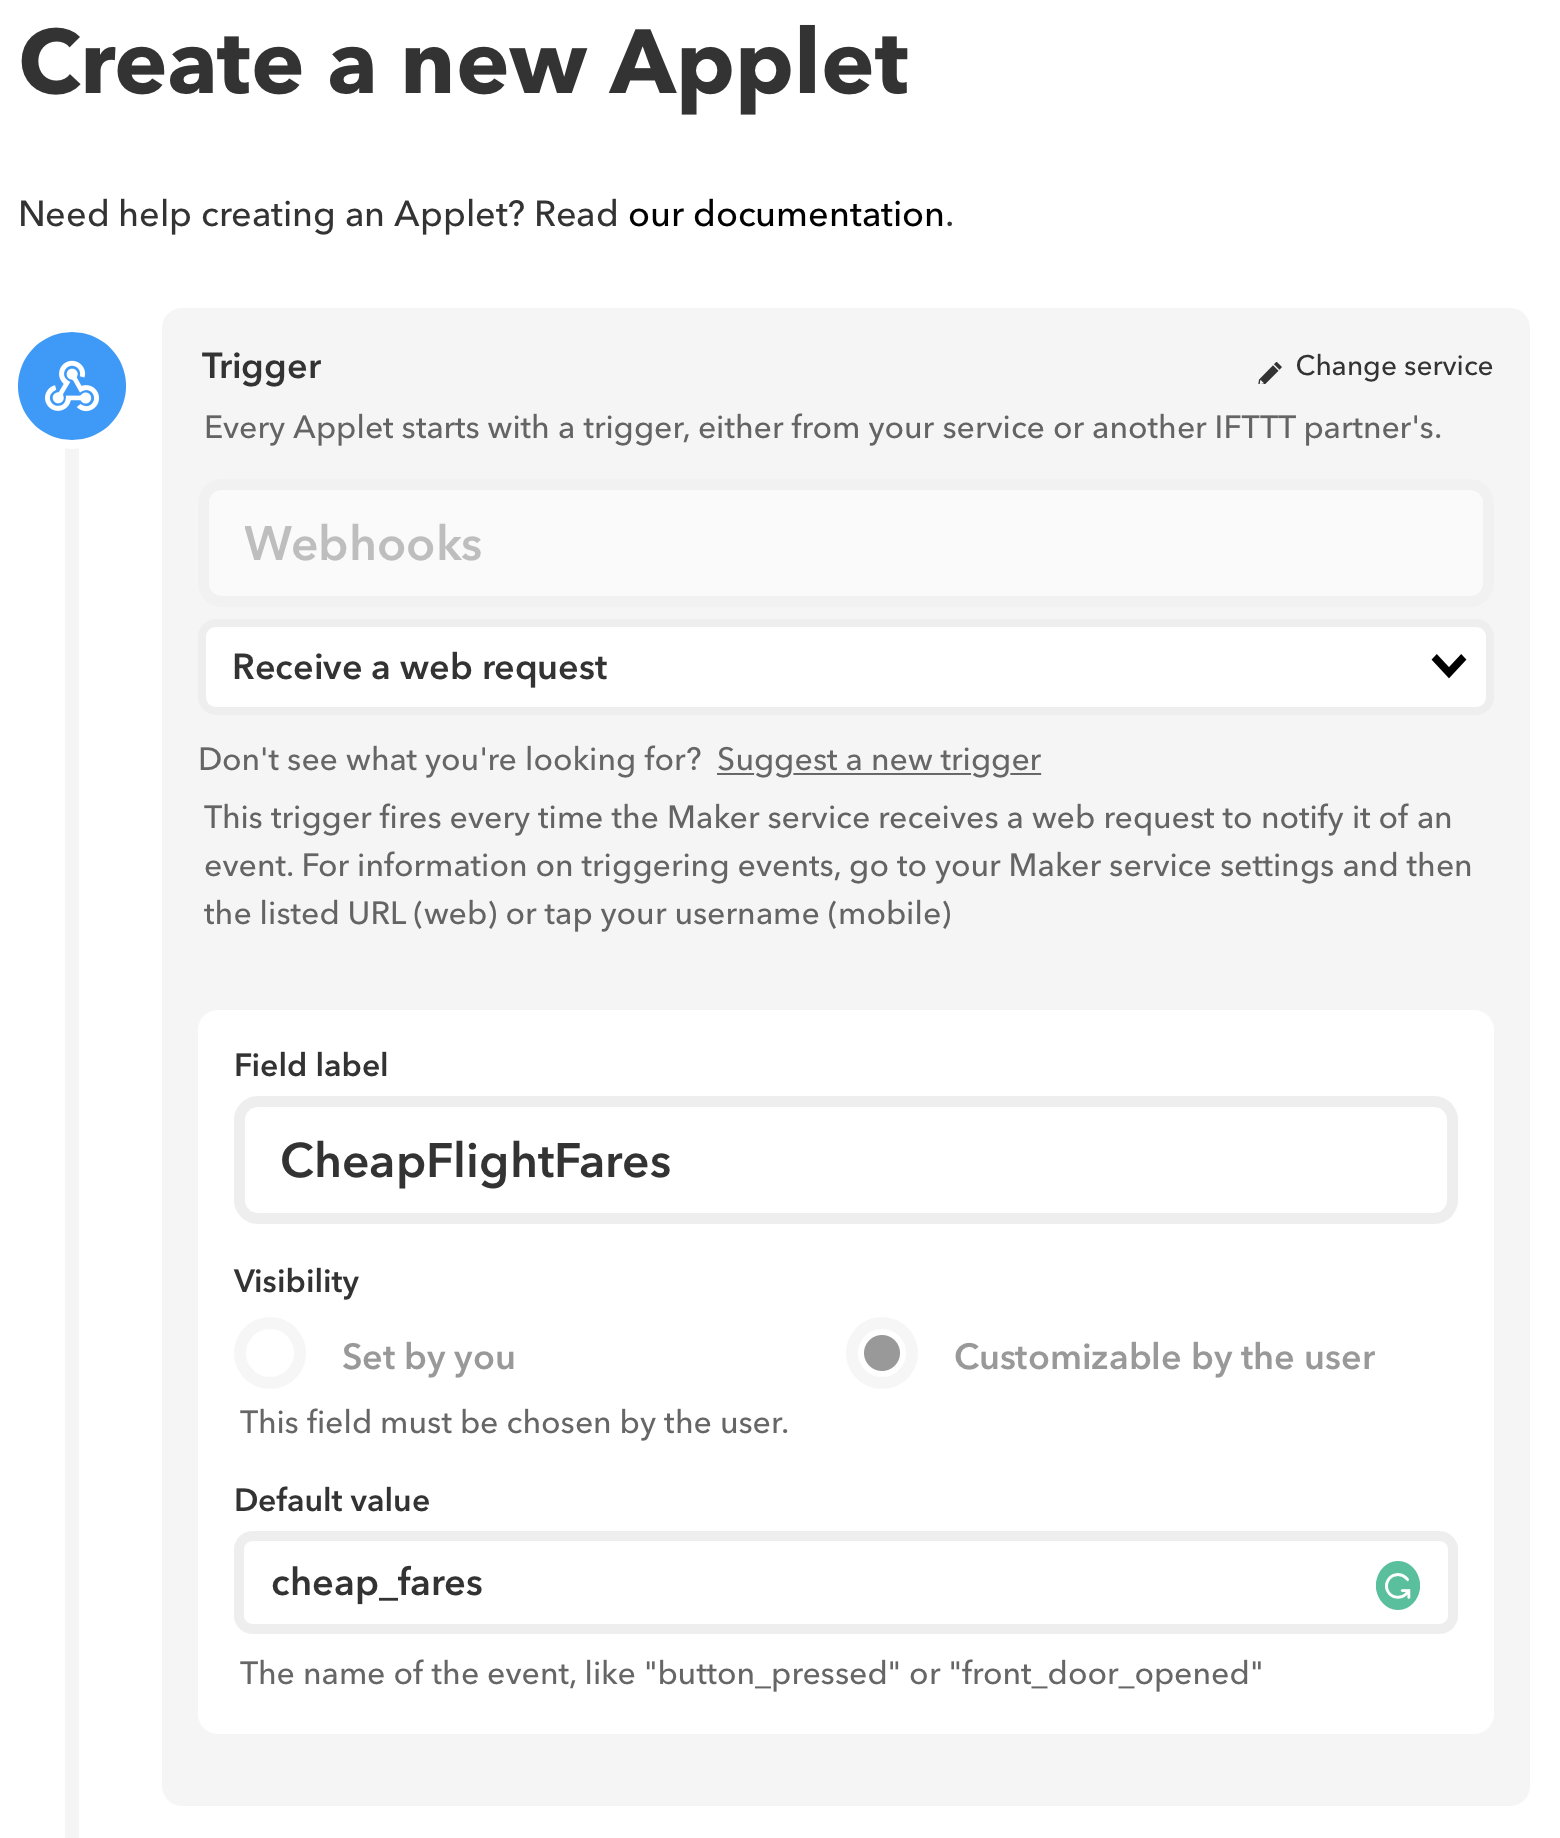 Create a new Applet
Need help creating an Applet? Read our documentation.
Trigger
Change service
Every Applet starts with a trigger, either from your service or another IFTTT partner's.
Webhooks
Receive a web request
Don't see what you're looking for? Suggest a new trigger
This trigger fires every time the Maker service receives a web request to notify it of an
event. For information on triggering events, go to your Maker service settings and then
the listed URL (web) or tap your username (mobile)
Field label
CheapFlightFares
Visibility
Set by you
Customizable by the user
This field must be chosen by the user.
Default value
cheap_fares
The name of the event, like "button_pressed" or "front_door_opened"